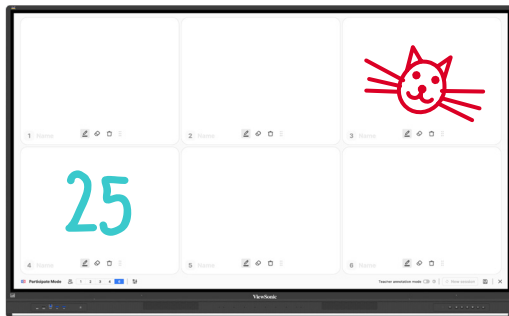 1 Name
2 Name
3 Name
25
4 Name
5 Name
6 Name
Participate Mode 1 2 3 4 6
Teacher annotation mode
ViewSonic